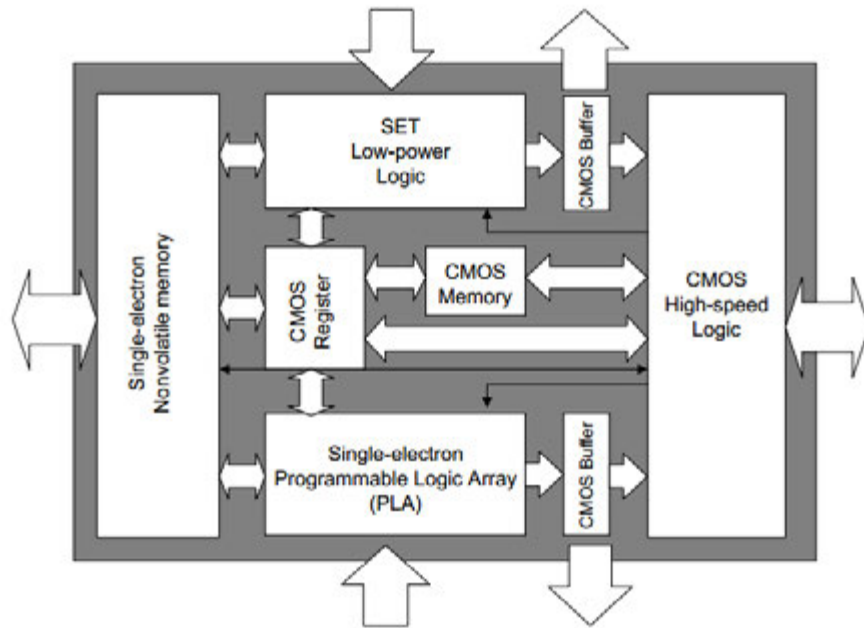 SET
Low-power
Logic
CMOS Buffer
Single-electron
Nonvolatile memory
CMOS
Register
CMOS
Memory
CMOS
High-speed
Logic
Single-electron
Programmable Logic Array
(PLA)
CMOS Buffer